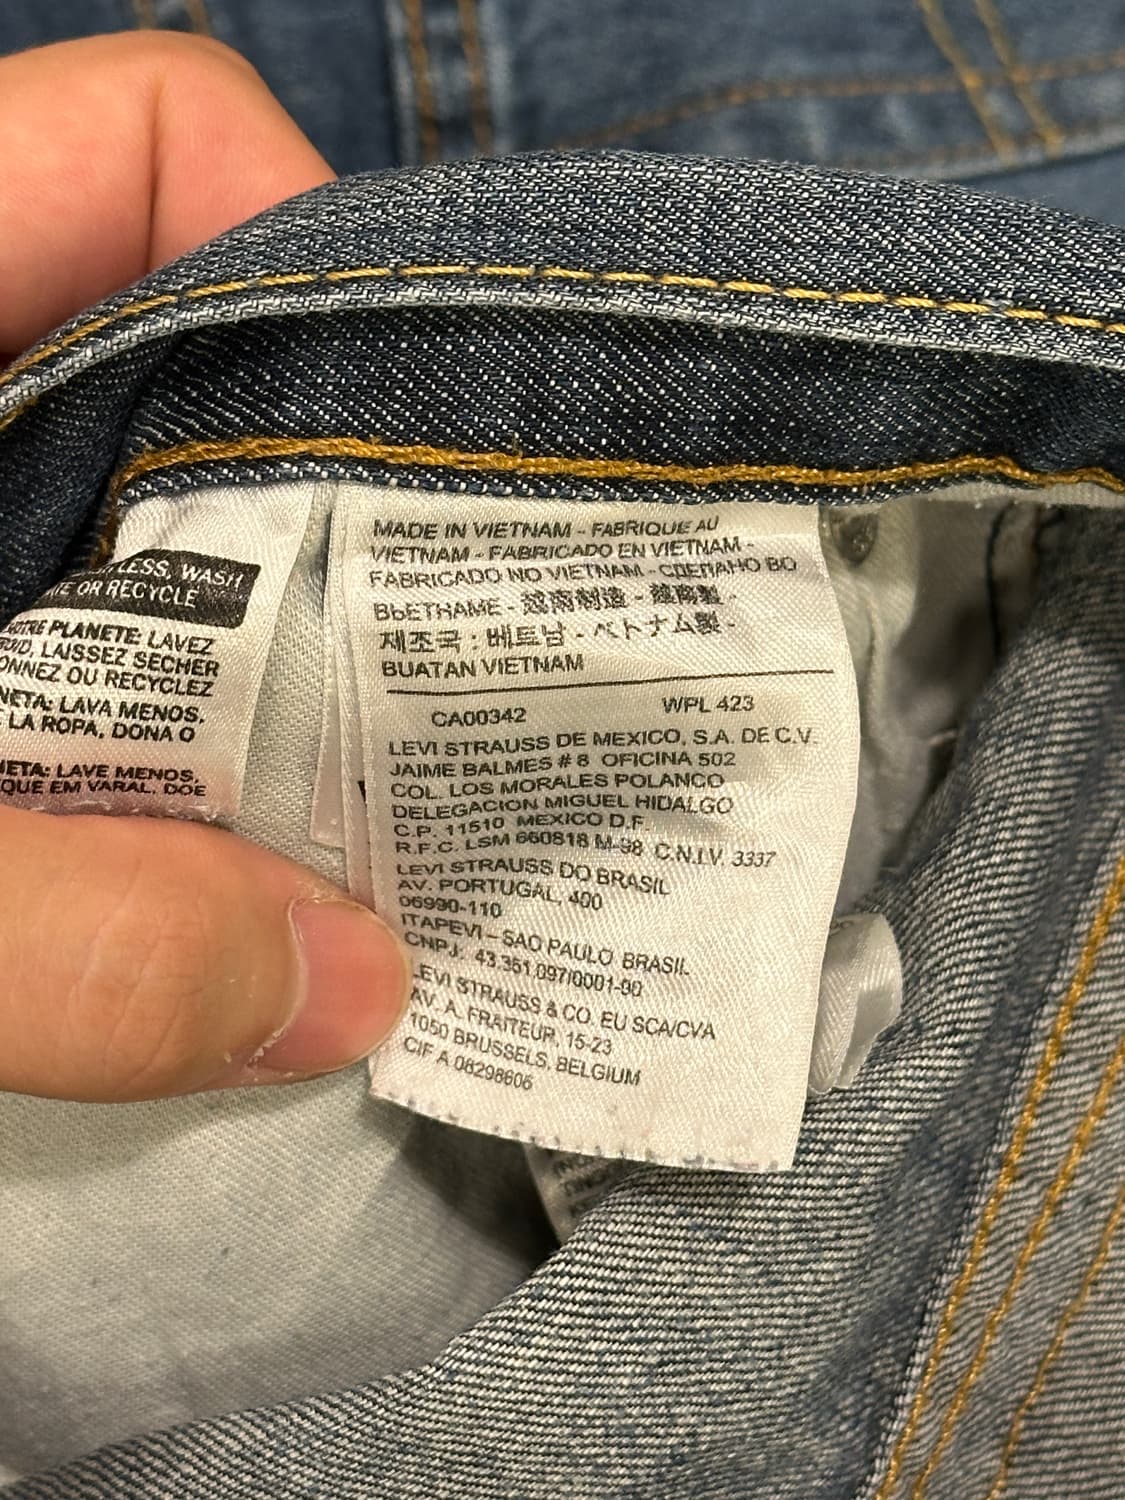 LESS, WASH
OR RECYCLE
PLANETE: LAVEZ
LAISSEZ SECHER
OU RECYCLEZ
LAVA MENOS,
LA ROPA, DONA O
LAVE MENOS,
QUE EM VARAL. DOE
MADE IN VIETNAM - FABRIQUE AU
VIETNAM - FABRICADO EN VIETNAM -
FABRICADO NO VIETNAM - СДЕЛАНО ВО
ВЬЕТНАМЕ - 越南制造 - 越南製 -
제조국 : 베트남 - ベトナム製 -
BUATAN VIETNAM
CA00342 WPL 423
LEVI STRAUSS DE MEXICO, S.A. DE C.V.
JAIME BALMES # 8 OFICINA 502
COL. LOS MORALES POLANCO
DELEGACION MIGUEL HIDALGO
C.P. 11510 MEXICO D.F.
R.F.C. LSM 660818 M-98 C.N.I.V. 3337
LEVI STRAUSS DO BRASIL
AV. PORTUGAL, 400
06990-110
ITAPEVI - SAO PAULO BRASIL
CNPJ. 43.351.097/0001-90
LEVI STRAUSS & CO. EU SCA/CVA
AV. A. FRAITEUR, 15-23
1050 BRUSSELS, BELGIUM
CIF A 08298606